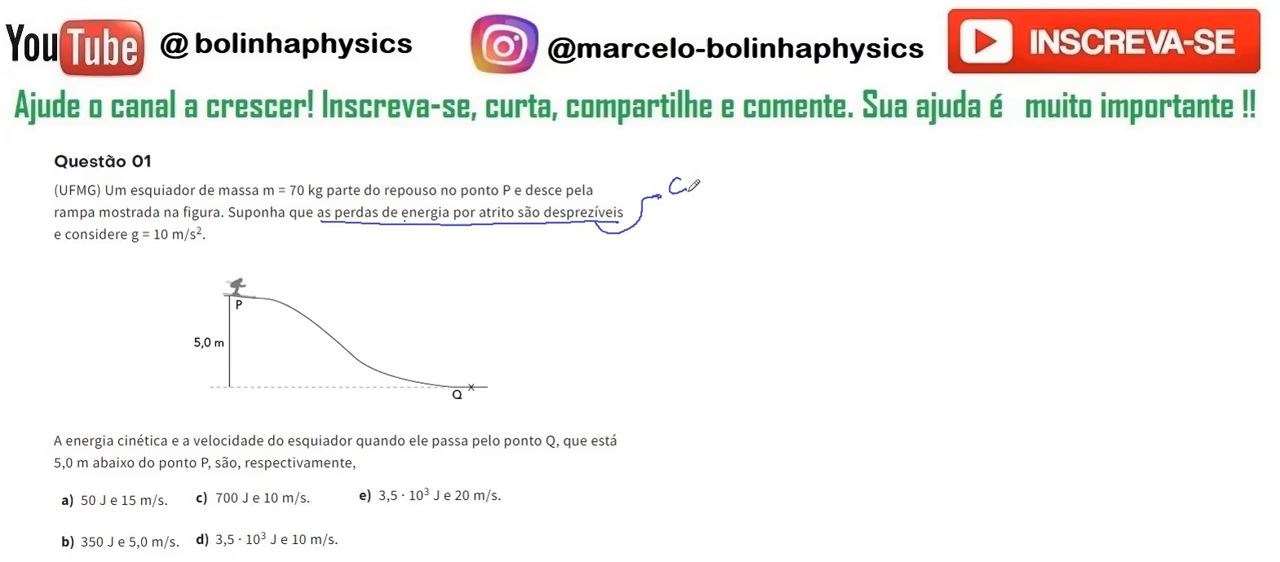 YouTube @bolinhaphysics @marcelo-bolinhaphysics INSCREVA-SE
Ajude o canal a crescer! Inscreva-se, curta, compartilhe e comente. Sua ajuda é muito importante !!
Questão 01
(UFMG) Um esquiador de massa m = 70 kg parte do repouso no ponto P e desce pela
rampa mostrada na figura. Suponha que as perdas de energia por atrito são desprezíveis
e considere g = 10 m/s².
C
P
5,0 m
Q
A energia cinética e a velocidade do esquiador quando ele passa pelo ponto Q, que está
5,0 m abaixo do ponto P, são, respectivamente,
a) 50 J e 15 m/s. c) 700 J e 10 m/s. e) 3,5 · 10³ J e 20 m/s.
b) 350 J e 5,0 m/s. d) 3,5 · 10³ J e 10 m/s.